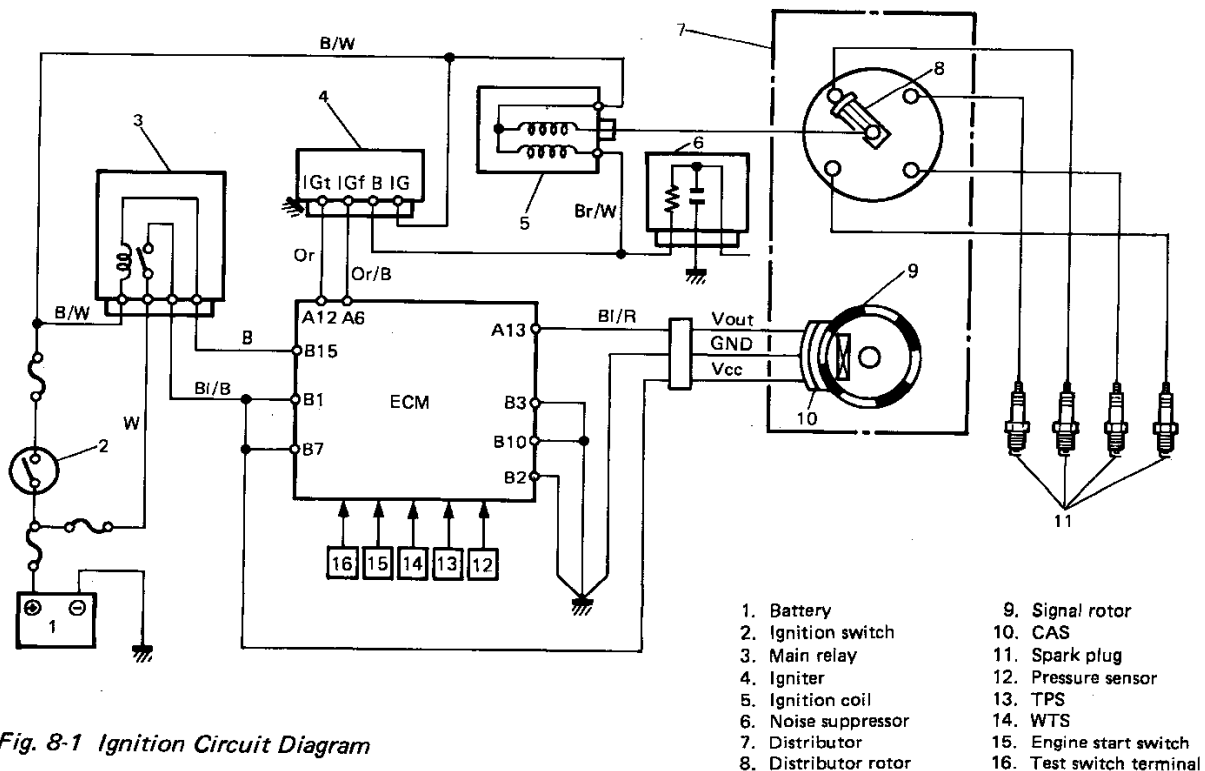 7
B/W
8
4
3
6
IGt IGf B IG
5
Br/W
Or
Or/B
9
B/W
A12 A6
A13
Bl/R
Vout
B
B15
GND
Bl/B
Vcc
W
B1
ECM
B3
10
2
B7
B10
B2
11
16 15 14 13 12
1
1. Battery
2. Ignition switch
3. Main relay
4. Igniter
5. Ignition coil
6. Noise suppressor
7. Distributor
8. Distributor rotor
9. Signal rotor
10. CAS
11. Spark plug
12. Pressure sensor
13. TPS
14. WTS
15. Engine start switch
16. Test switch terminal
Fig. 8-1 Ignition Circuit Diagram